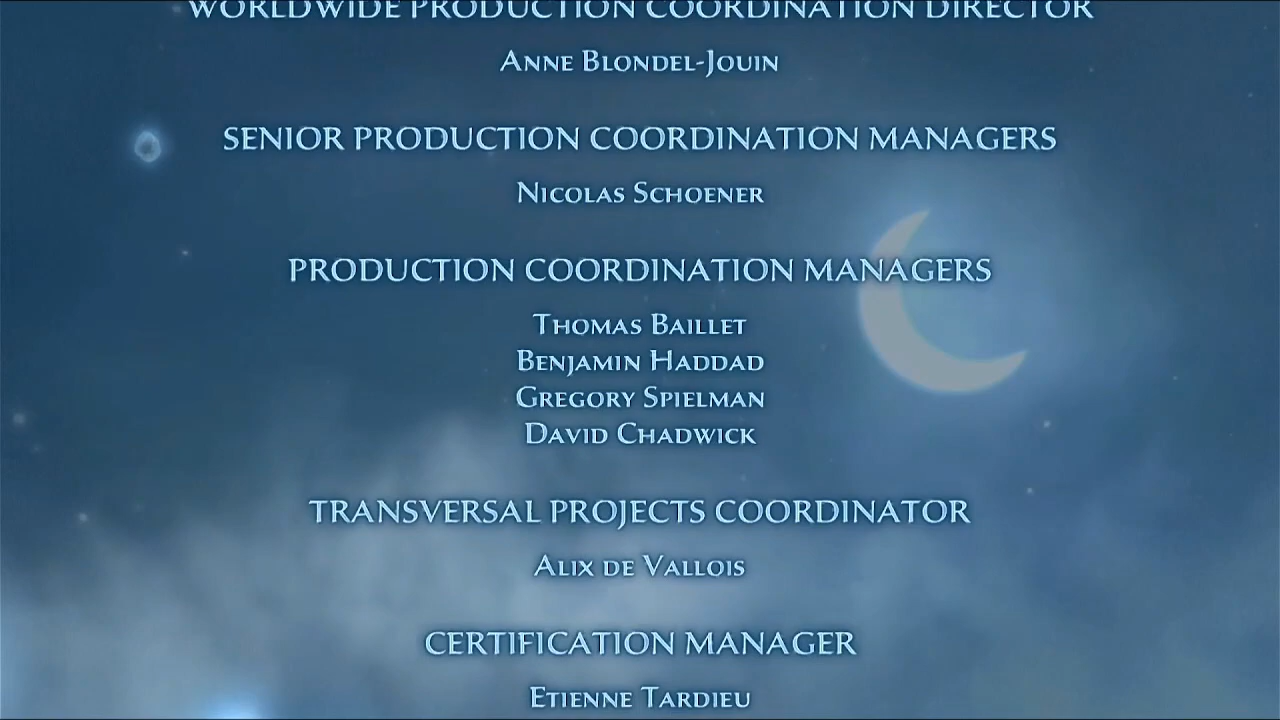 WORLDWIDE PRODUCTION COORDINATION DIRECTOR
Anne Blondel-Jouin
SENIOR PRODUCTION COORDINATION MANAGERS
Nicolas Schoener
PRODUCTION COORDINATION MANAGERS
Thomas Baillet
Benjamin Haddad
Gregory Spielman
David Chadwick
TRANSVERSAL PROJECTS COORDINATOR
Alix de Vallois
CERTIFICATION MANAGER
Etienne Tardieu